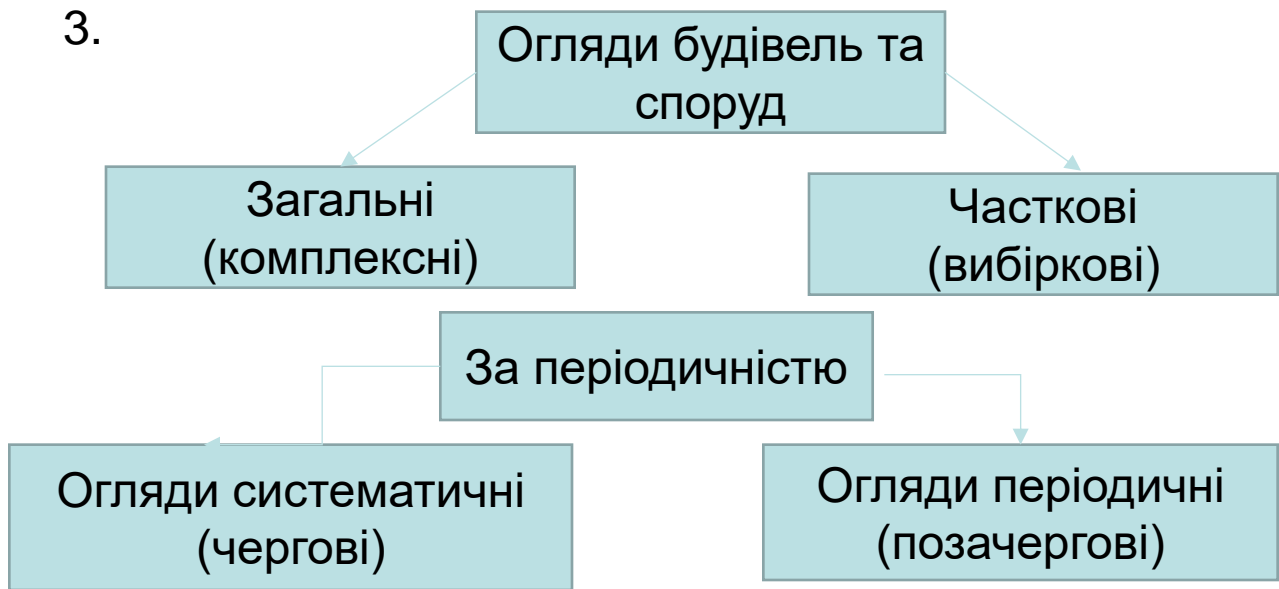 3.
Огляди будівель та
споруд
Загальні
(комплексні)
Часткові
(вибіркові)
За періодичністю
Огляди систематичні
(чергові)
Огляди періодичні
(позачергові)